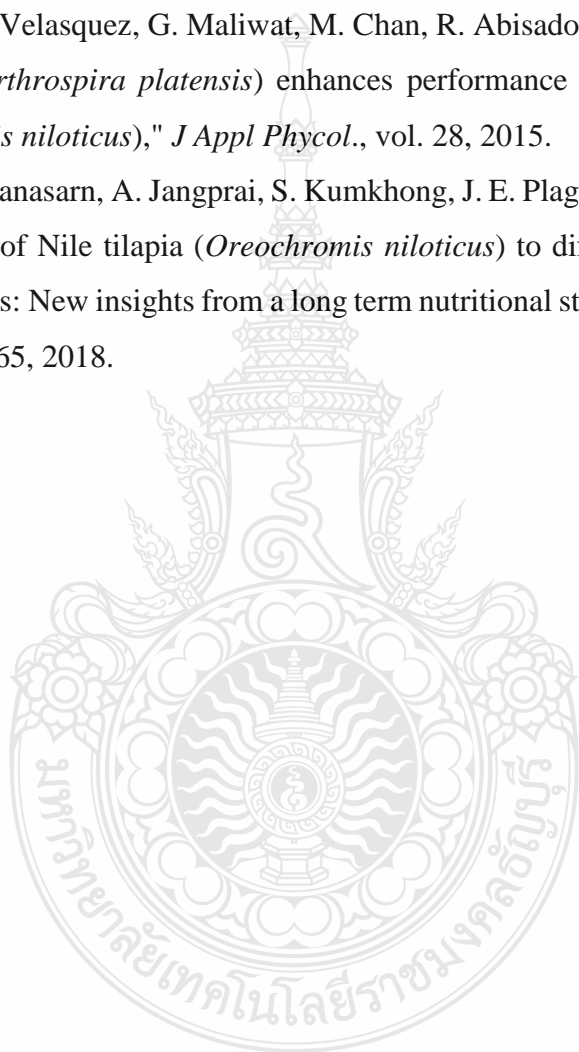 Velasquez, G. Maliwat, M. Chan, R. Abisado
rthrospira platensis) enhances performance
is niloticus)," J Appl Phycol., vol. 28, 2015.
anasarn, A. Jangprai, S. Kumkhong, J. E. Plag
of Nile tilapia (Oreochromis niloticus) to dif
s: New insights from a long term nutritional st
65, 2018.
มหาวิทยาลัยเทคโนโลยีราชมงคลธัญบุรี